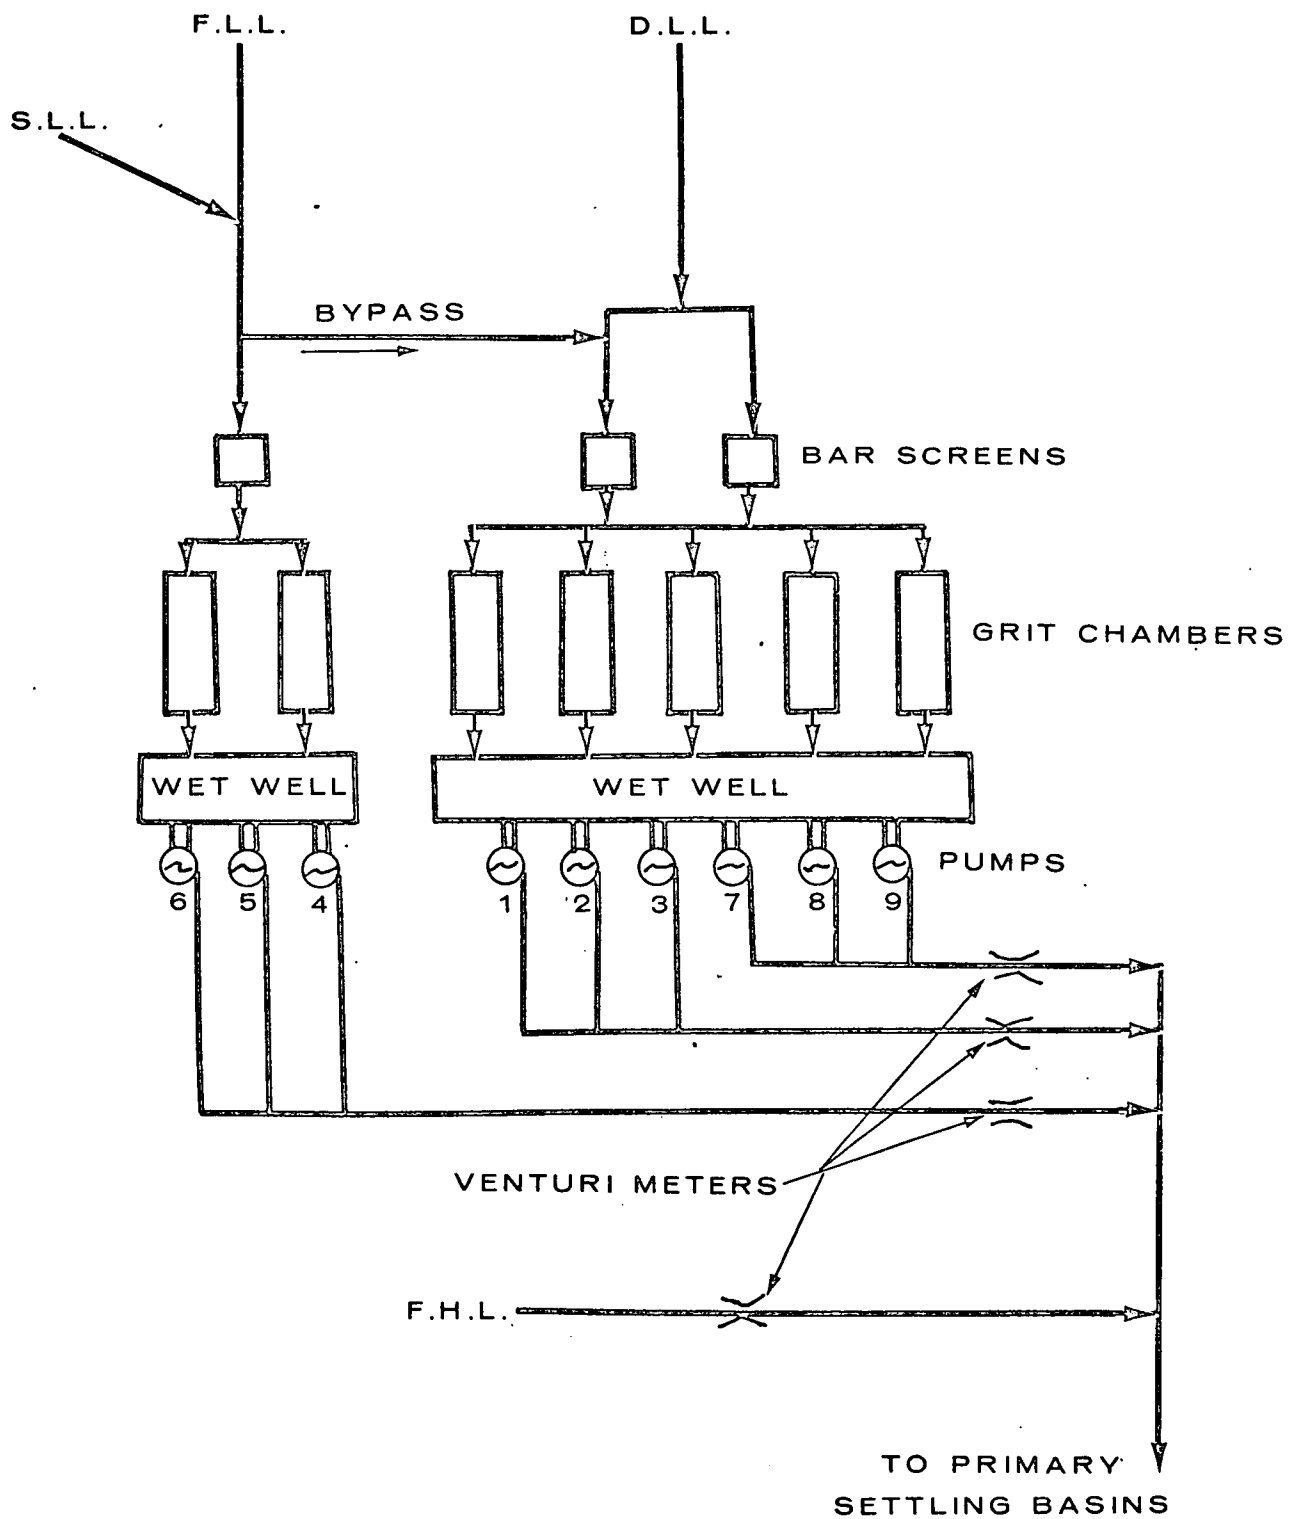 F.L.L.
D.L.L.
S.L.L.
BYPASS
BAR SCREENS
GRIT CHAMBERS
WET WELL
WET WELL
PUMPS
6 5 4 1 2 3 7 8 9
VENTURI METERS
F.H.L.
TO PRIMARY
SETTLING BASINS